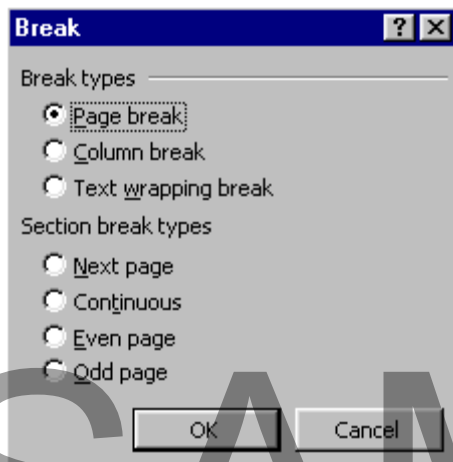 Break
Break types
Page break
Column break
Text wrapping break
Section break types
Next page
Continuous
Even page
Odd page
OK Cancel
CAM